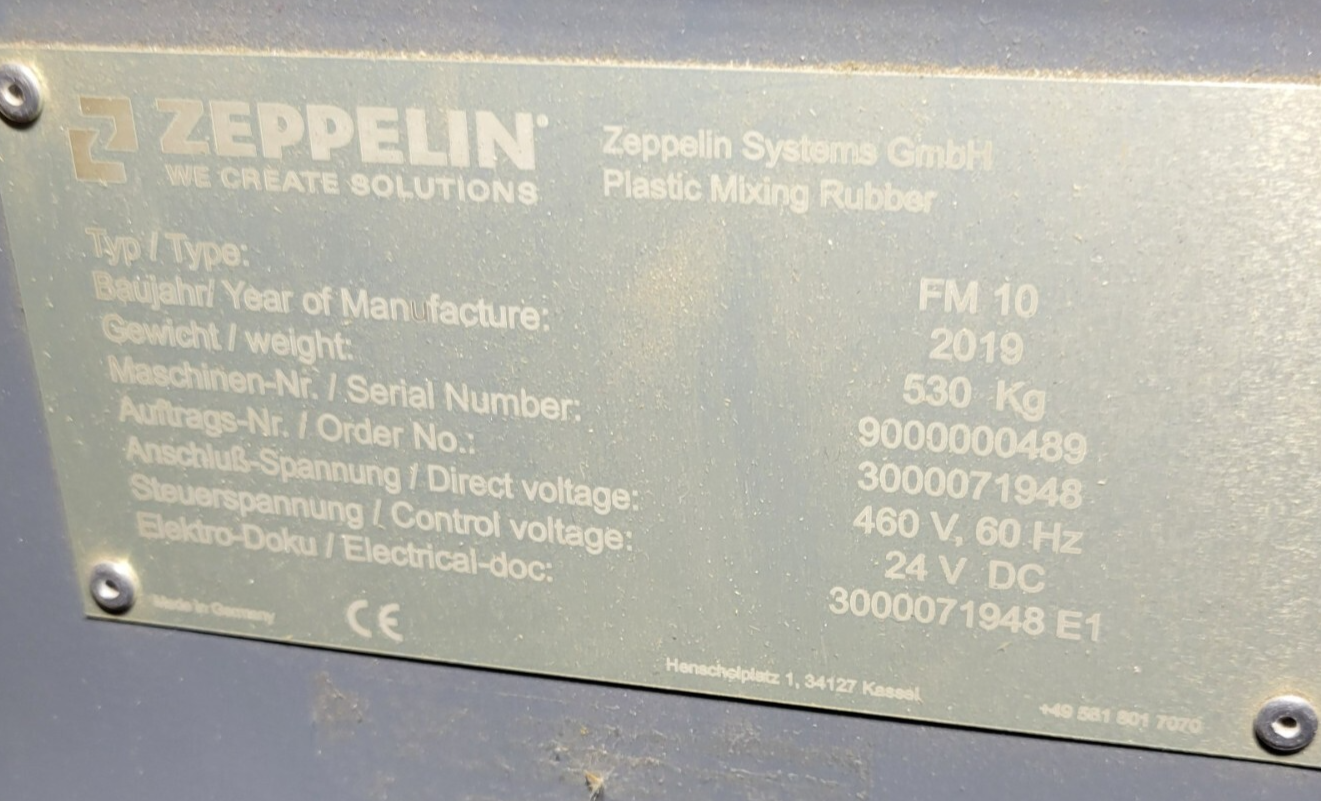 ZEPPELIN
WE CREATE SOLUTIONS
Zeppelin Systems GmbH
Plastic Mixing Rubber
Typ / Type: FM 10
Baujahr/ Year of Manufacture: 2019
Gewicht / weight: 530 Kg
Maschinen-Nr. / Serial Number: 9000000489
Auftrags-Nr. / Order No.: 3000071948
Anschluß-Spannung / Direct voltage: 460 V, 60 Hz
Steuerspannung / Control voltage: 24 V DC
Elektro-Doku / Electrical-doc: 3000071948 E1
Made in Germany
CE
Henschelplatz 1, 34127 Kassel
+49 561 801 7070